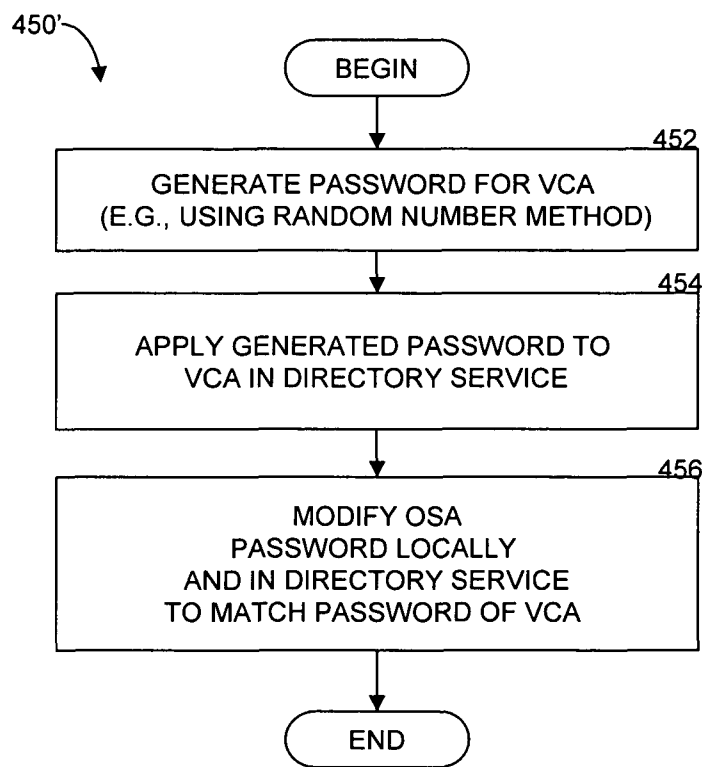 450'
BEGIN
452
GENERATE PASSWORD FOR VCA
(E.G., USING RANDOM NUMBER METHOD)
454
APPLY GENERATED PASSWORD TO
VCA IN DIRECTORY SERVICE
456
MODIFY OSA
PASSWORD LOCALLY
AND IN DIRECTORY SERVICE
TO MATCH PASSWORD OF VCA
END